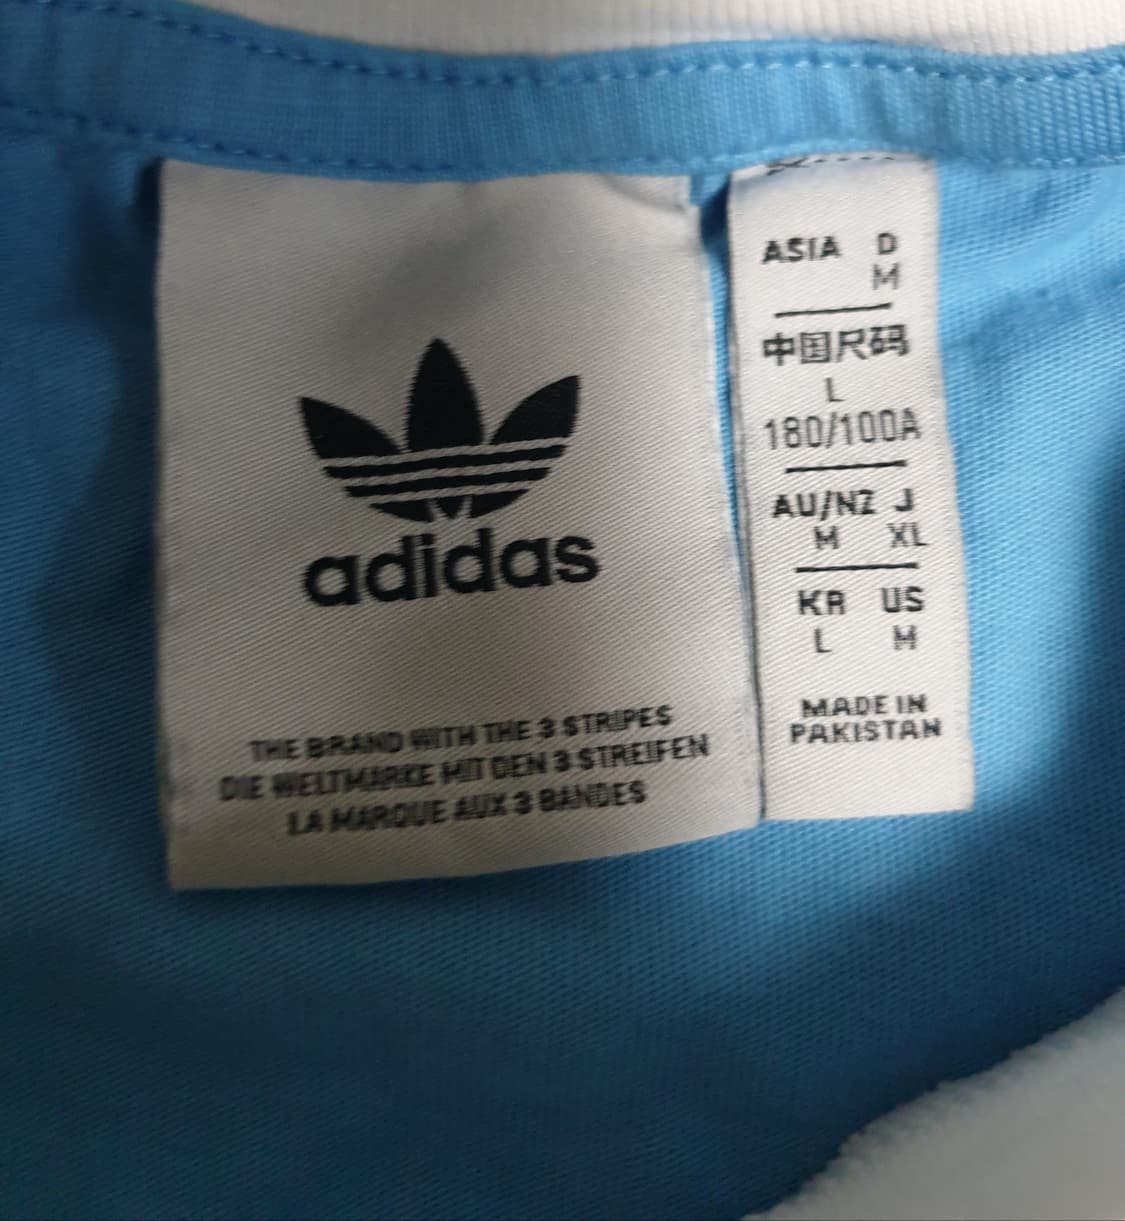 adidas
THE BRAND WITH THE 3 STRIPES
DIE WELTMARKE MIT DEN 3 STREIFEN
LA MARQUE AUX 3 BANDES
ASIA D
M
中国尺码
L
180/100A
AU/NZ J
M XL
KR US
L M
MADE IN
PAKISTAN